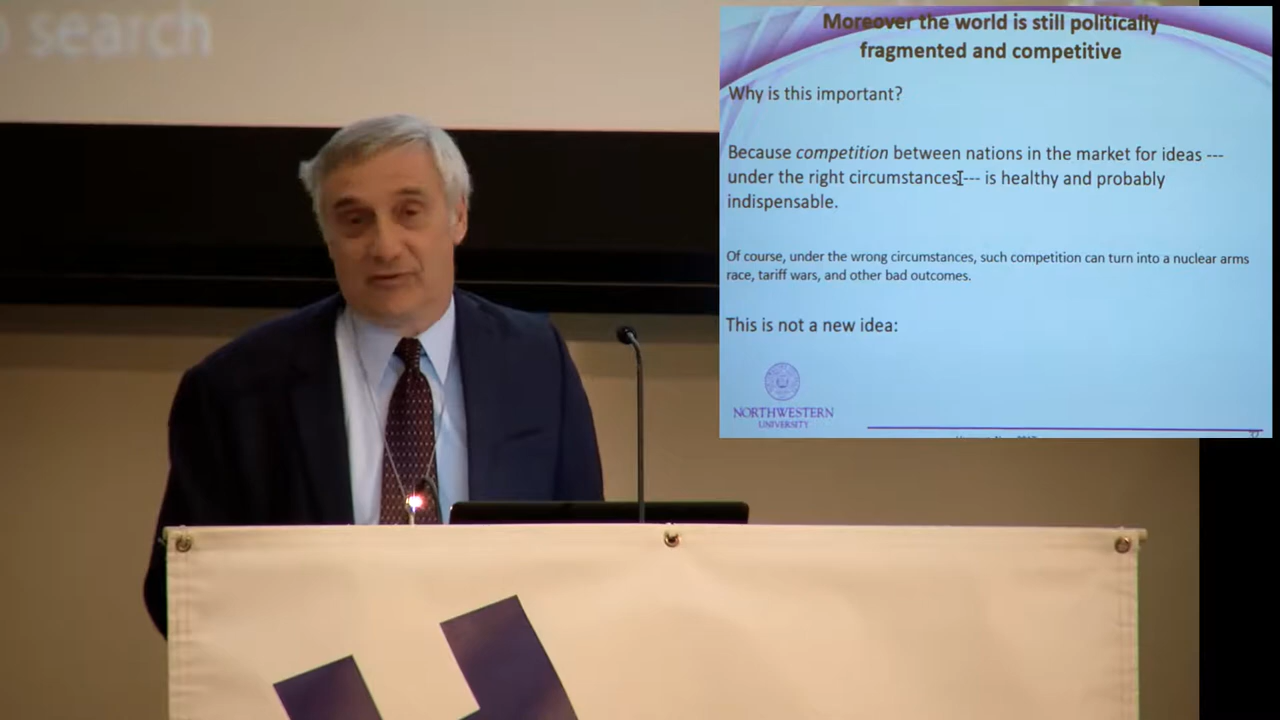 search
Moreover the world is still politically
fragmented and competitive
Why is this important?
Because competition between nations in the market for ideas ---
under the right circumstances--- is healthy and probably
indispensable.
Of course, under the wrong circumstances, such competition can turn into a nuclear arms
race, tariff wars, and other bad outcomes.
This is not a new idea:
NORTHWESTERN
UNIVERSITY